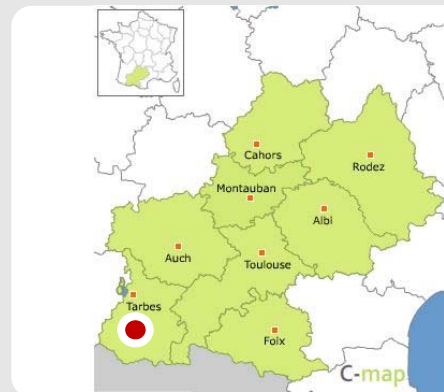 Cahors
Rodez
Montauban
Albi
Auch
Toulouse
Tarbes
Foix
C-map